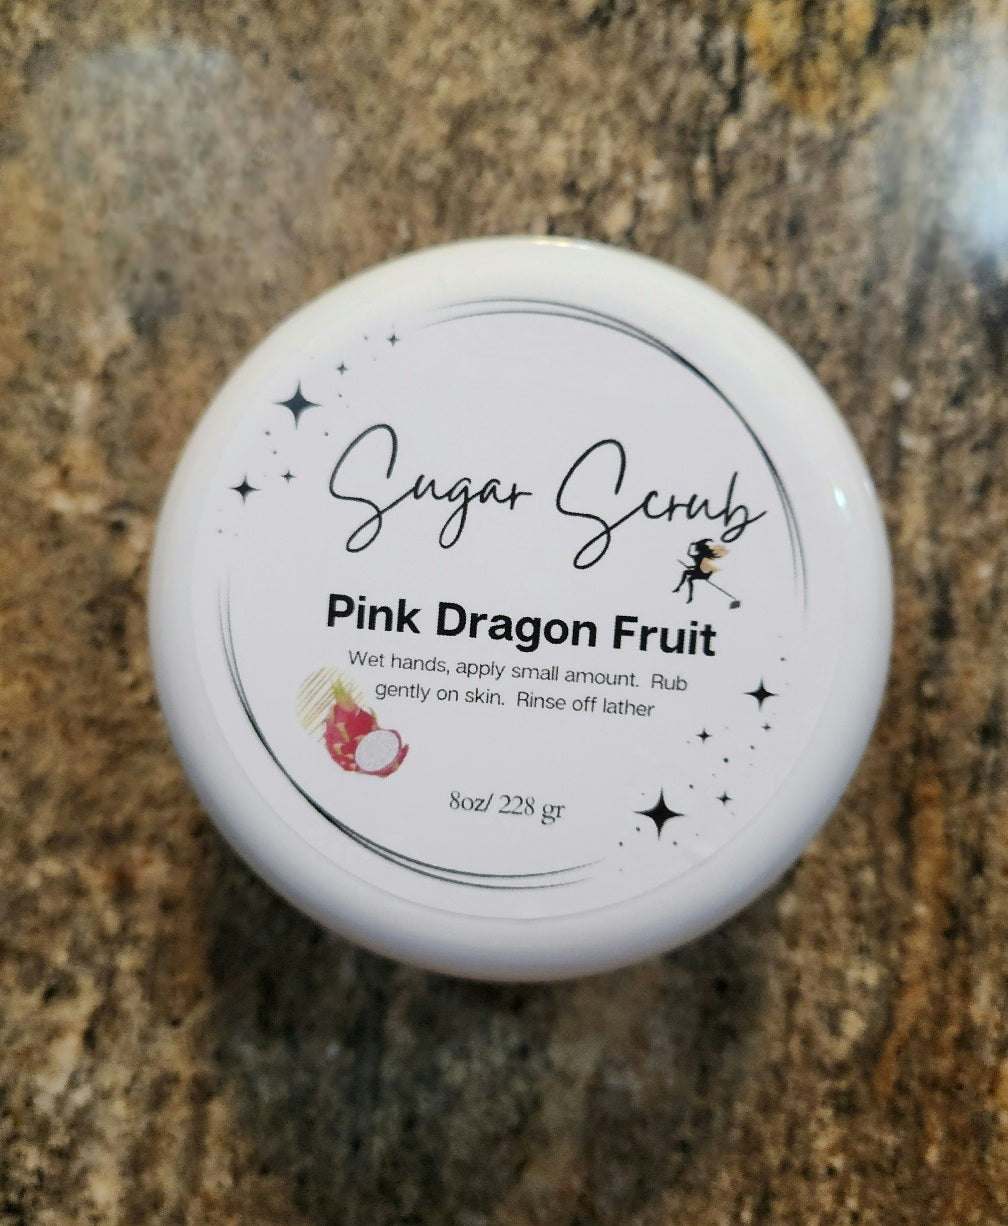 Sugar Scrub
Pink Dragon Fruit
Wet hands, apply small amount. Rub
gently on skin. Rinse off lather
8oz/ 228 gr